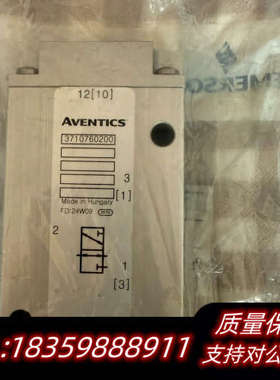 EMERSON
12[10]
AVENTICS
3710760200
3
[1]
Made in Hungary
FD:24W09
2
1
[3]
质量保
:18359888911
支持对公